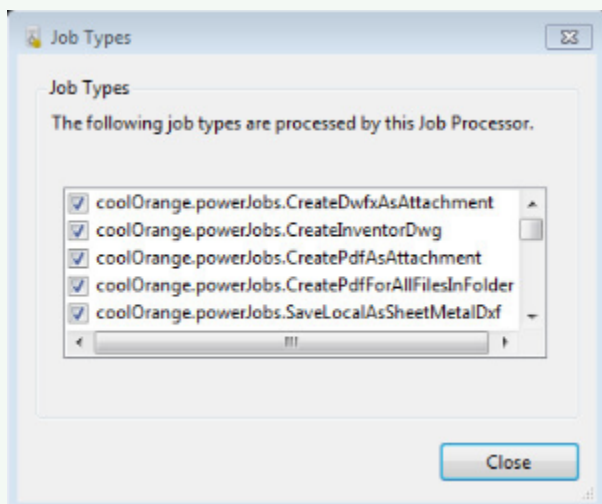 Job Types
Job Types
The following job types are processed by this Job Processor.
coolOrange.powerJobs.CreateDwfxAsAttachment
coolOrange.powerJobs.CreateInventorDwg
coolOrange.powerJobs.CreatePdfAsAttachment
coolOrange.powerJobs.CreatePdfForAllFilesInFolder
coolOrange.powerJobs.SaveLocalAsSheetMetalDxf
Close